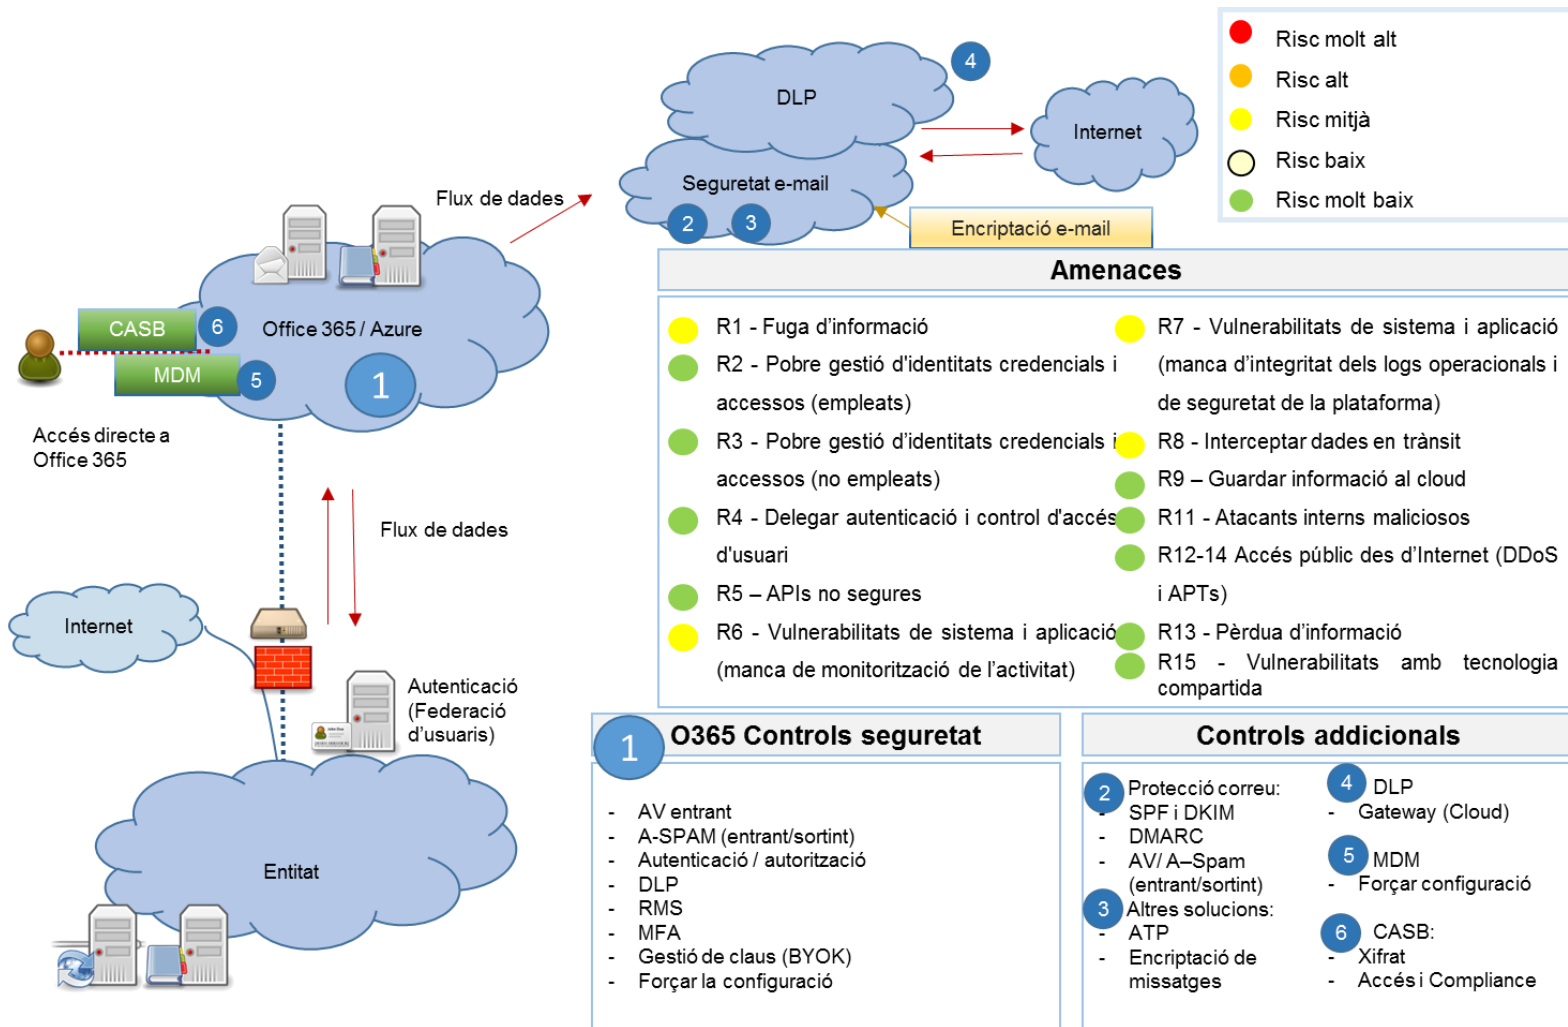 Risc molt alt
Risc alt
Risc mitjà
Risc baix
Risc molt baix
4
DLP
Internet
Seguretat e-mail
2
3
Encriptació e-mail
Flux de dades
CASB
6
Office 365 / Azure
MDM
5
1
Accés directe a
Office 365
Flux de dades
Internet
Autenticació
(Federació
d’usuaris)
Entitat
Amenaces
R1 - Fuga d’informació
R2 - Pobre gestió d'identitats credencials i
accessos (empleats)
R3 - Pobre gestió d’identitats credencials i
accessos (no empleats)
R4 - Delegar autenticació i control d'accés
d'usuari
R5 – APIs no segures
R6 - Vulnerabilitats de sistema i aplicació
(manca de monitorització de l’activitat)
R7 - Vulnerabilitats de sistema i aplicació
(manca d’integritat dels logs operacionals i
de seguretat de la plataforma)
R8 - Interceptar dades en trànsit
R9 – Guardar informació al cloud
R11 - Atacants interns maliciosos
R12-14 Accés públic des d’Internet (DDoS
i APTs)
R13 - Pèrdua d’informació
R15 - Vulnerabilitats amb tecnologia
compartida
1
O365 Controls seguretat
- AV entrant
- A-SPAM (entrant/sortint)
- Autenticació / autorització
- DLP
- RMS
- MFA
- Gestió de claus (BYOK)
- Forçar la configuració
Controls addicionals
2 Protecció correu:
- SPF i DKIM
- DMARC
- AV/ A–Spam
(entrant/sortint)
3 Altres solucions:
- ATP
- Encriptació de
missatges
4 DLP
- Gateway (Cloud)
5 MDM
- Forçar configuració
6 CASB:
- Xifrat
- Accés i Compliance